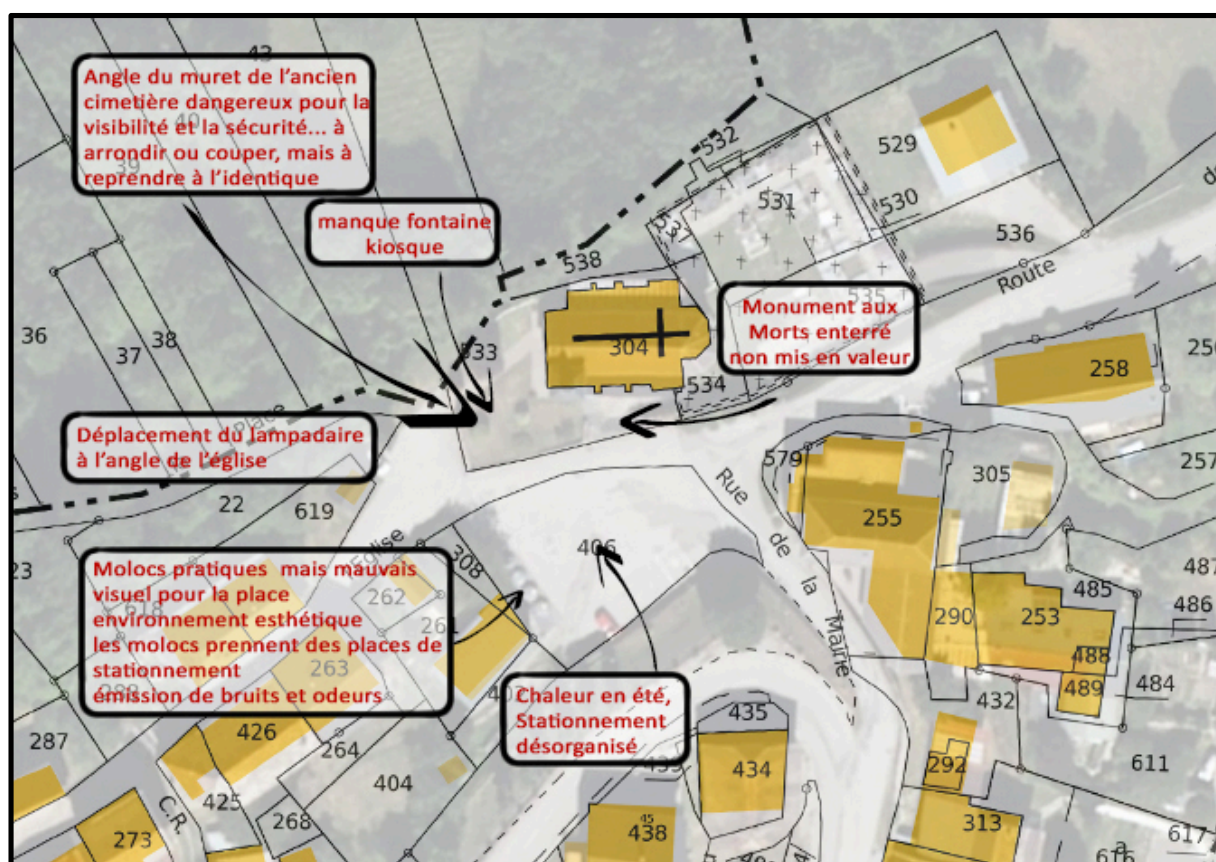 43
Angle du muret de l'ancien
cimetière dangereux pour la
visibilité et la sécurité... à
arrondir ou couper, mais à
reprendre à l'identique
40
39
manque fontaine
kiosque
532
529
531
530
537
536
538
Route
de
535
Monument aux
Morts enterré
non mis en valeur
36
37
38
533
304
534
258
257
Place
Déplacement du lampadaire
à l'angle de l'église
22
619
579
305
255
Rue
de
la
Mairie
406
308
Eglise
23
Molocs pratiques mais mauvais
visuel pour la place
environnement esthétique
les molocs prennent des places de
stationnement
émission de bruits et odeurs
618
262
261
263
487
485
486
290
253
488
489
484
432
Chaleur en été,
Stationnement
désorganisé
287
426
264
435
434
404
611
292
425
C.R.
268
273
45
438
313
617